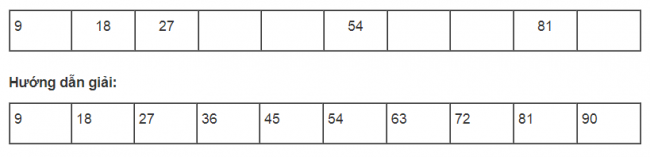 9 18 27 54 81
Hướng dẫn giải:
9 18 27 36 45 54 63 72 81 90